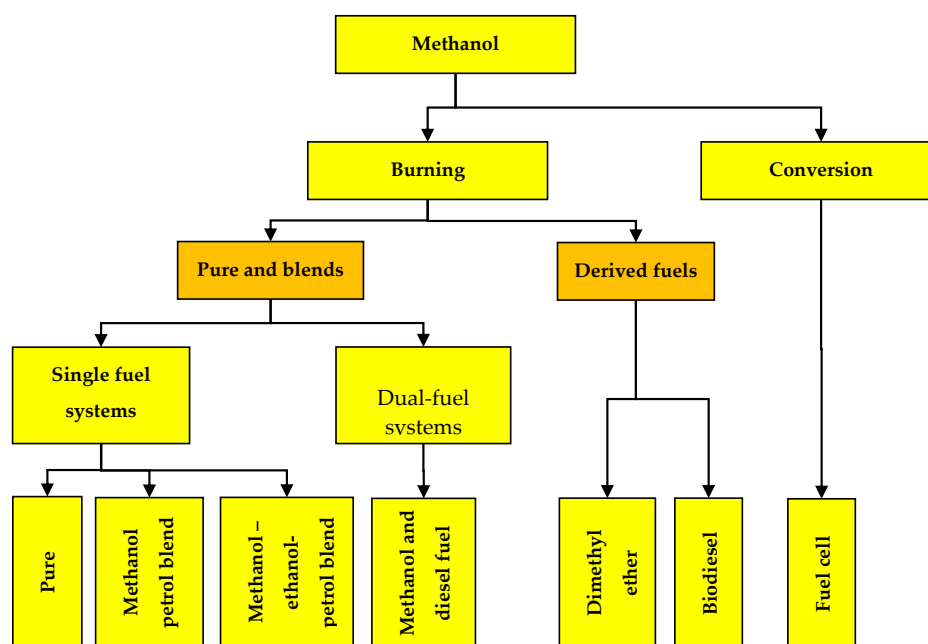 Methanol
Burning
Conversion
Pure and blends
Derived fuels
Single fuel
systems
Dual-fuel
systems
Pure
Methanol
petrol blend
Methanol –
ethanol-
petrol blend
Methanol and
diesel fuel
Dimethyl
ether
Biodiesel
Fuel cell